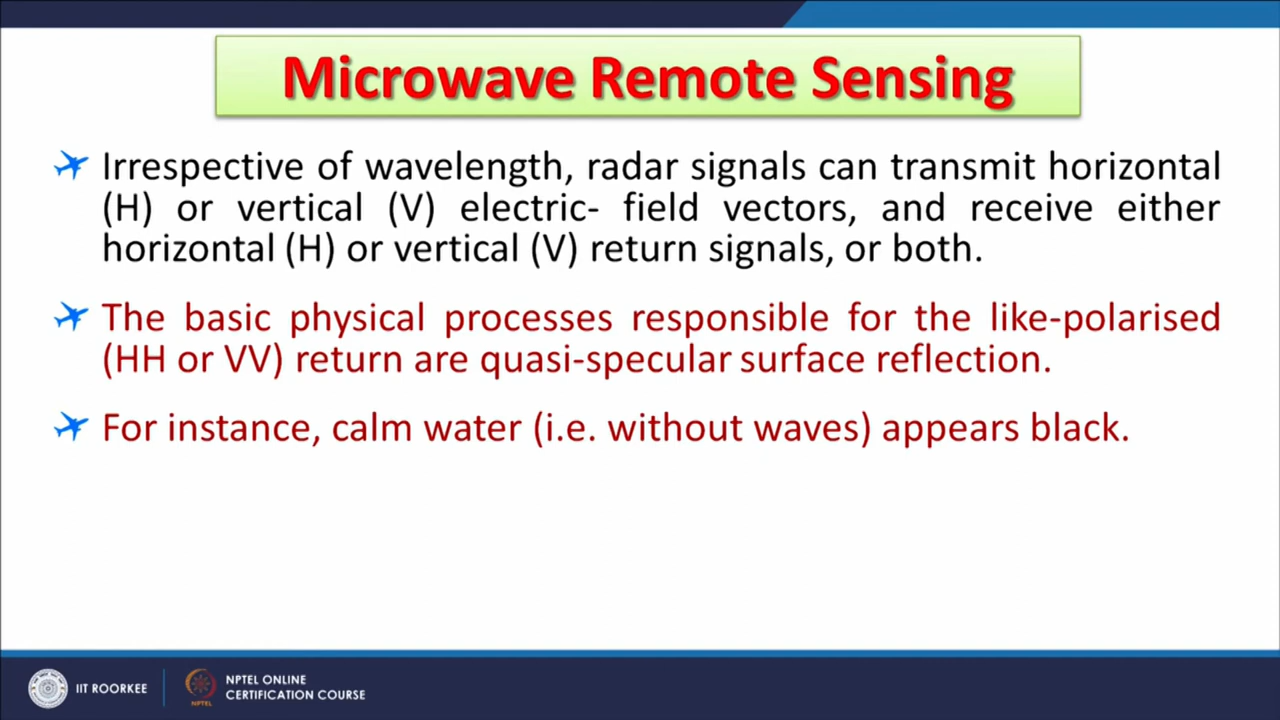 Microwave Remote Sensing
Irrespective of wavelength, radar signals can transmit horizontal
(H) or vertical (V) electric- field vectors, and receive either
horizontal (H) or vertical (V) return signals, or both.
The basic physical processes responsible for the like-polarised
(HH or VV) return are quasi-specular surface reflection.
For instance, calm water (i.e. without waves) appears black.
IIT ROORKEE
NPTEL
NPTEL ONLINE
CERTIFICATION COURSE